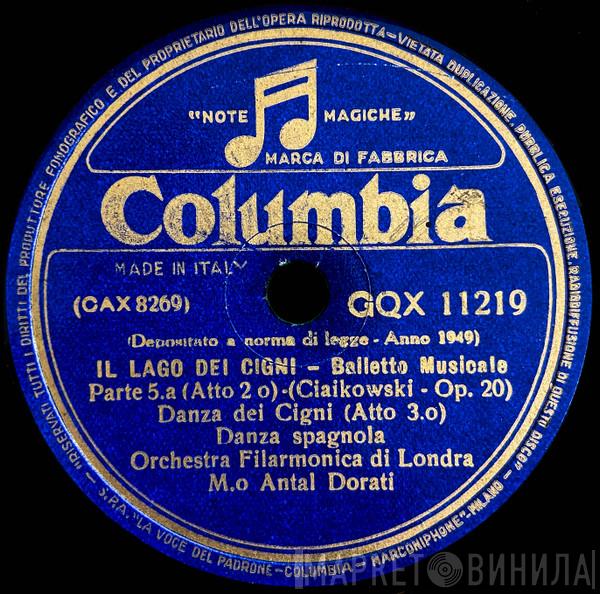 "RISERVATI TUTTI I DIRITTI DEL PRODUTTORE FONOGRAFICO E DEL PROPRIETARIO DELL'OPERA RIPRODOTTA - VIETATA DUPLICAZIONE, PUBBLICA ESECUZIONE, RADIODIFFUSIONE DI QUESTO DISCO"
"NOTE MAGICHE"
MARCA DI FABBRICA
Columbia
MADE IN ITALY
(CAX 8269) GQX 11219
(Depositato a norma di legge - Anno 1949)
IL LAGO DEI CIGNI - Balletto Musicale
Parte 5.a (Atto 2 o)-(Ciaikowski - Op. 20)
Danza dei Cigni (Atto 3.o)
Danza spagnola
Orchestra Filarmonica di Londra
M.o Antal Dorati
- S.P.A. "LA VOCE DEL PADRONE-COLUMBIA - MARCONIPHONE"-MILANO -
МАРКЕТ ВИНИЛА